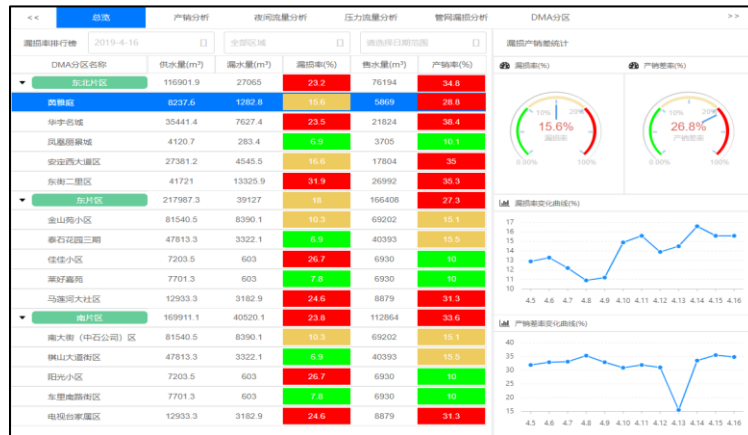 << 总览 产销分析 夜间流量分析 压力流量分析 管网漏损分析 DMA分区 >>
漏损率排行榜 2019-4-16 全部区域 请选择日期范围
DMA分区名称 供水量(m³) 漏水量(m³) 漏损率(%) 售水量(m³) 产销率(%)
东北片区 116901.9 27065 23.2 76194 34.8
茵雅庭 8237.6 1282.8 15.6 5869 28.8
华宇名城 35441.4 7627.4 23.5 21824 38.4
凤凰丽景城 4120.7 283.4 6.9 3705 10.1
安定西大道区 27381.2 4545.5 16.6 17804 35
东街二里区 41721 13325.9 31.9 26992 35.3
东片区 217987.3 39127 18 166408 27.3
金山苑小区 81540.5 8390.1 10.3 69202 15.1
泰石花园三期 47813.3 3322.1 6.9 40393 15.5
佳佳小区 7203.5 603 26.7 6930 10
莱好嘉苑 7701.3 603 7.8 6930 10
马莲河大社区 12933.3 3182.9 24.6 8879 31.3
南片区 169911.1 40520.1 23.8 112864 33.6
南大街（中石公司）区 81540.5 8390.1 10.3 69202 15.1
棋山大道街区 47813.3 3322.1 6.9 40393 15.5
阳光小区 7203.5 603 26.7 6930 10
车里南路街区 7701.3 603 7.8 6930 10
电视台家属区 12933.3 3182.9 24.6 8879 31.3
漏损产销差统计
漏损率(%) 产销差率(%)
10% 20%
15.6%
漏损率
0.00% 100%
10% 20%
26.8%
产销差率
0.00% 100%
漏损率变化曲线(%)
17
16
15
14
13
12
11
10
4.5 4.6 4.7 4.8 4.9 4.10 4.11 4.12 4.13 4.14 4.15 4.16
产销差率变化曲线(%)
40
35
30
25
20
15
4.5 4.6 4.7 4.8 4.9 4.10 4.11 4.12 4.13 4.14 4.15 4.16